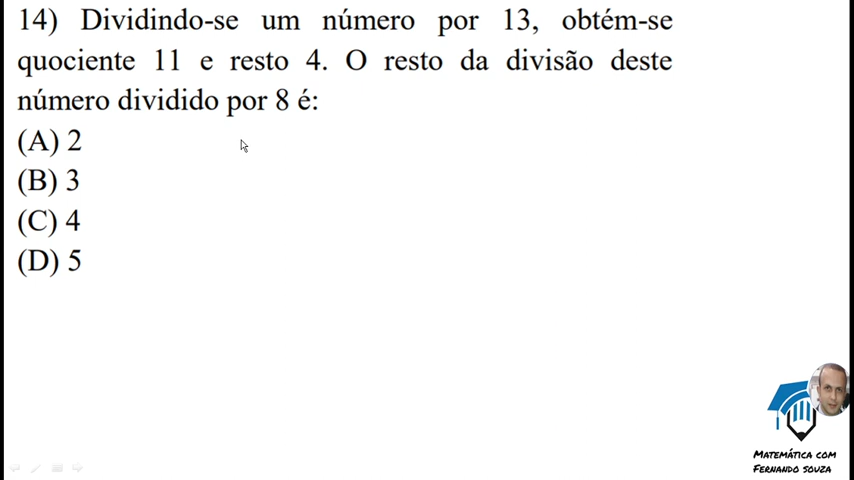 14) Dividindo-se um número por 13, obtém-se
quociente 11 e resto 4. O resto da divisão deste
número dividido por 8 é:
(A) 2
(B) 3
(C) 4
(D) 5
Matemática com
Fernando souza